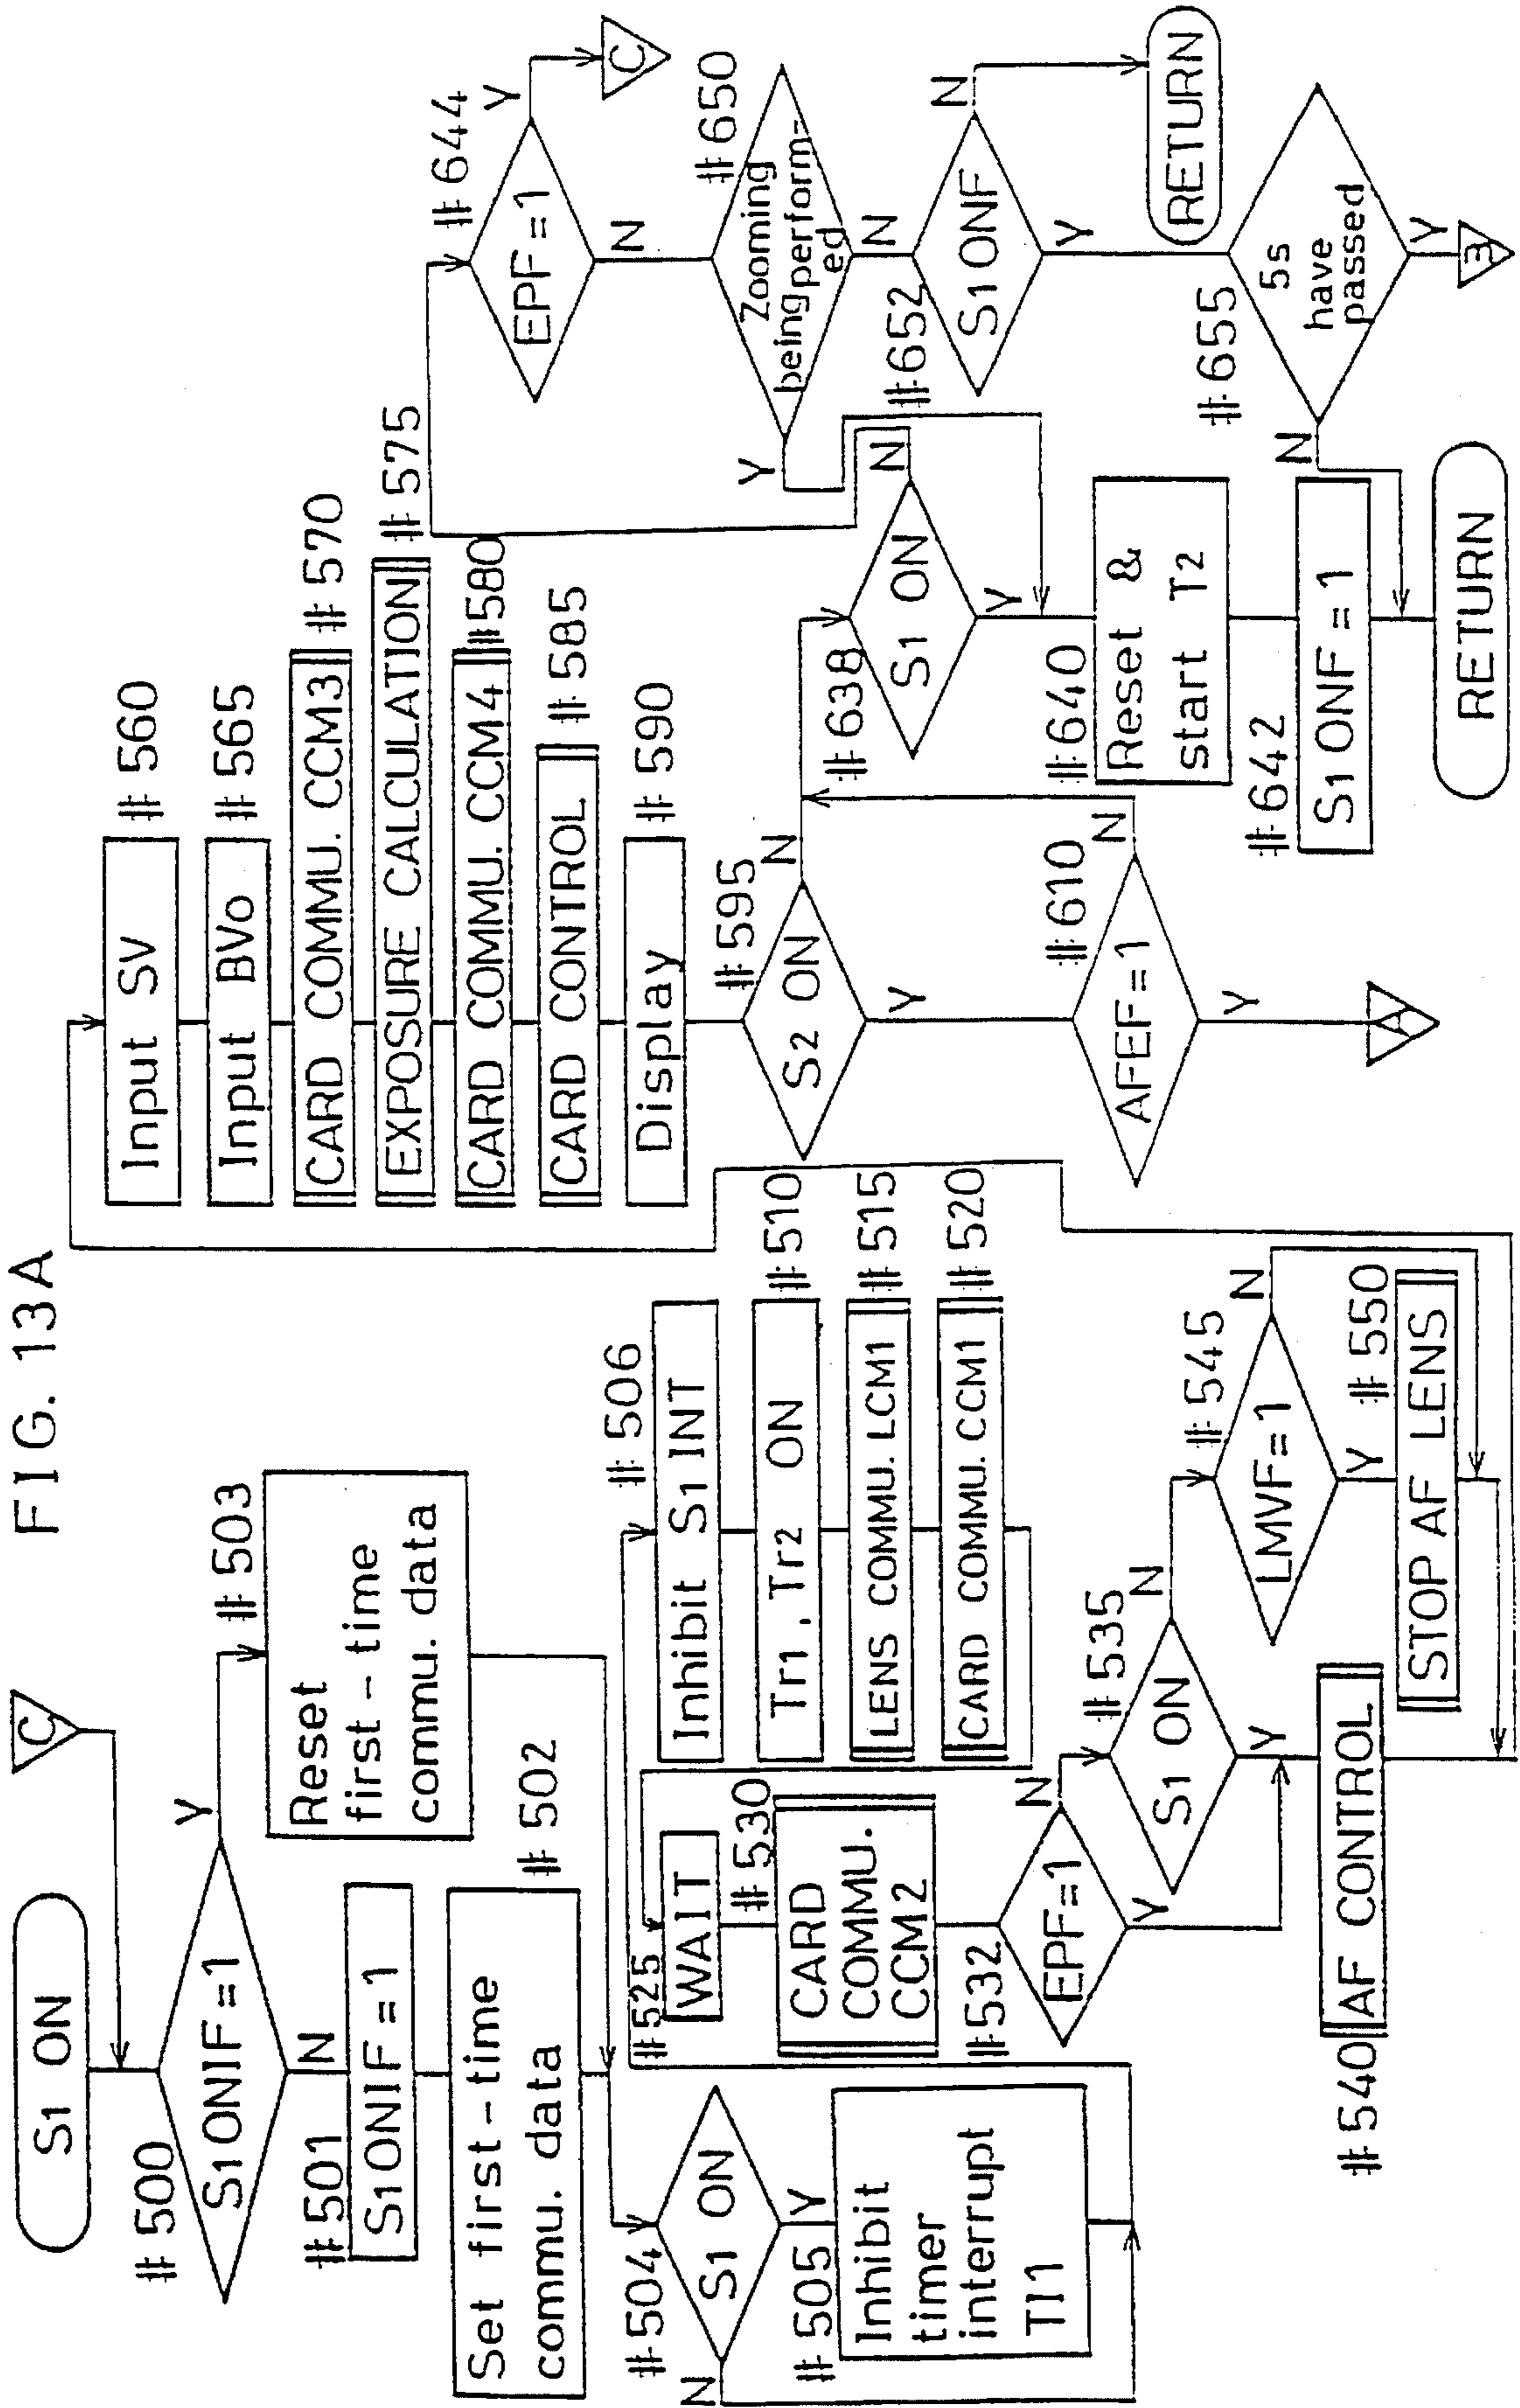 FIG. 13A
C
S1 ON
#500
S1ONIF=1
Y
N
#503
Reset
first-time
commu. data
#501
S1ONIF=1
#502
Set first-time
commu. data
#504
S1 ON
N
Y
#505
Inhibit
timer
interrupt
TI1
#506
Inhibit S1 INT
#510
Tr1, Tr2 ON
#515
LENS COMMU. LCM1
#520
CARD COMMU. CCM1
#525
WAIT
#530
CARD
COMMU.
CCM2
#532
EPF=1
N
Y
#535
S1 ON
N
Y
#540
AF CONTROL
#545
LMVF=1
N
Y
#550
STOP AF LENS
Input SV
#560
Input BVo
#565
CARD COMMU. CCM3
#570
EXPOSURE CALCULATION
#575
CARD COMMU. CCM4
#580
CARD CONTROL
#585
Display
#590
#595
S2 ON
N
Y
#610
AFEF=1
N
Y
A
#638
S1 ON
N
Y
#640
Reset &
start T2
#642
S1ONF=1
RETURN
#644
EPF=1
Y
N
C
#650
Zooming
being perform-
ed
Y
N
#652
S1ONF
N
Y
RETURN
#655
5s
have
passed
N
Y